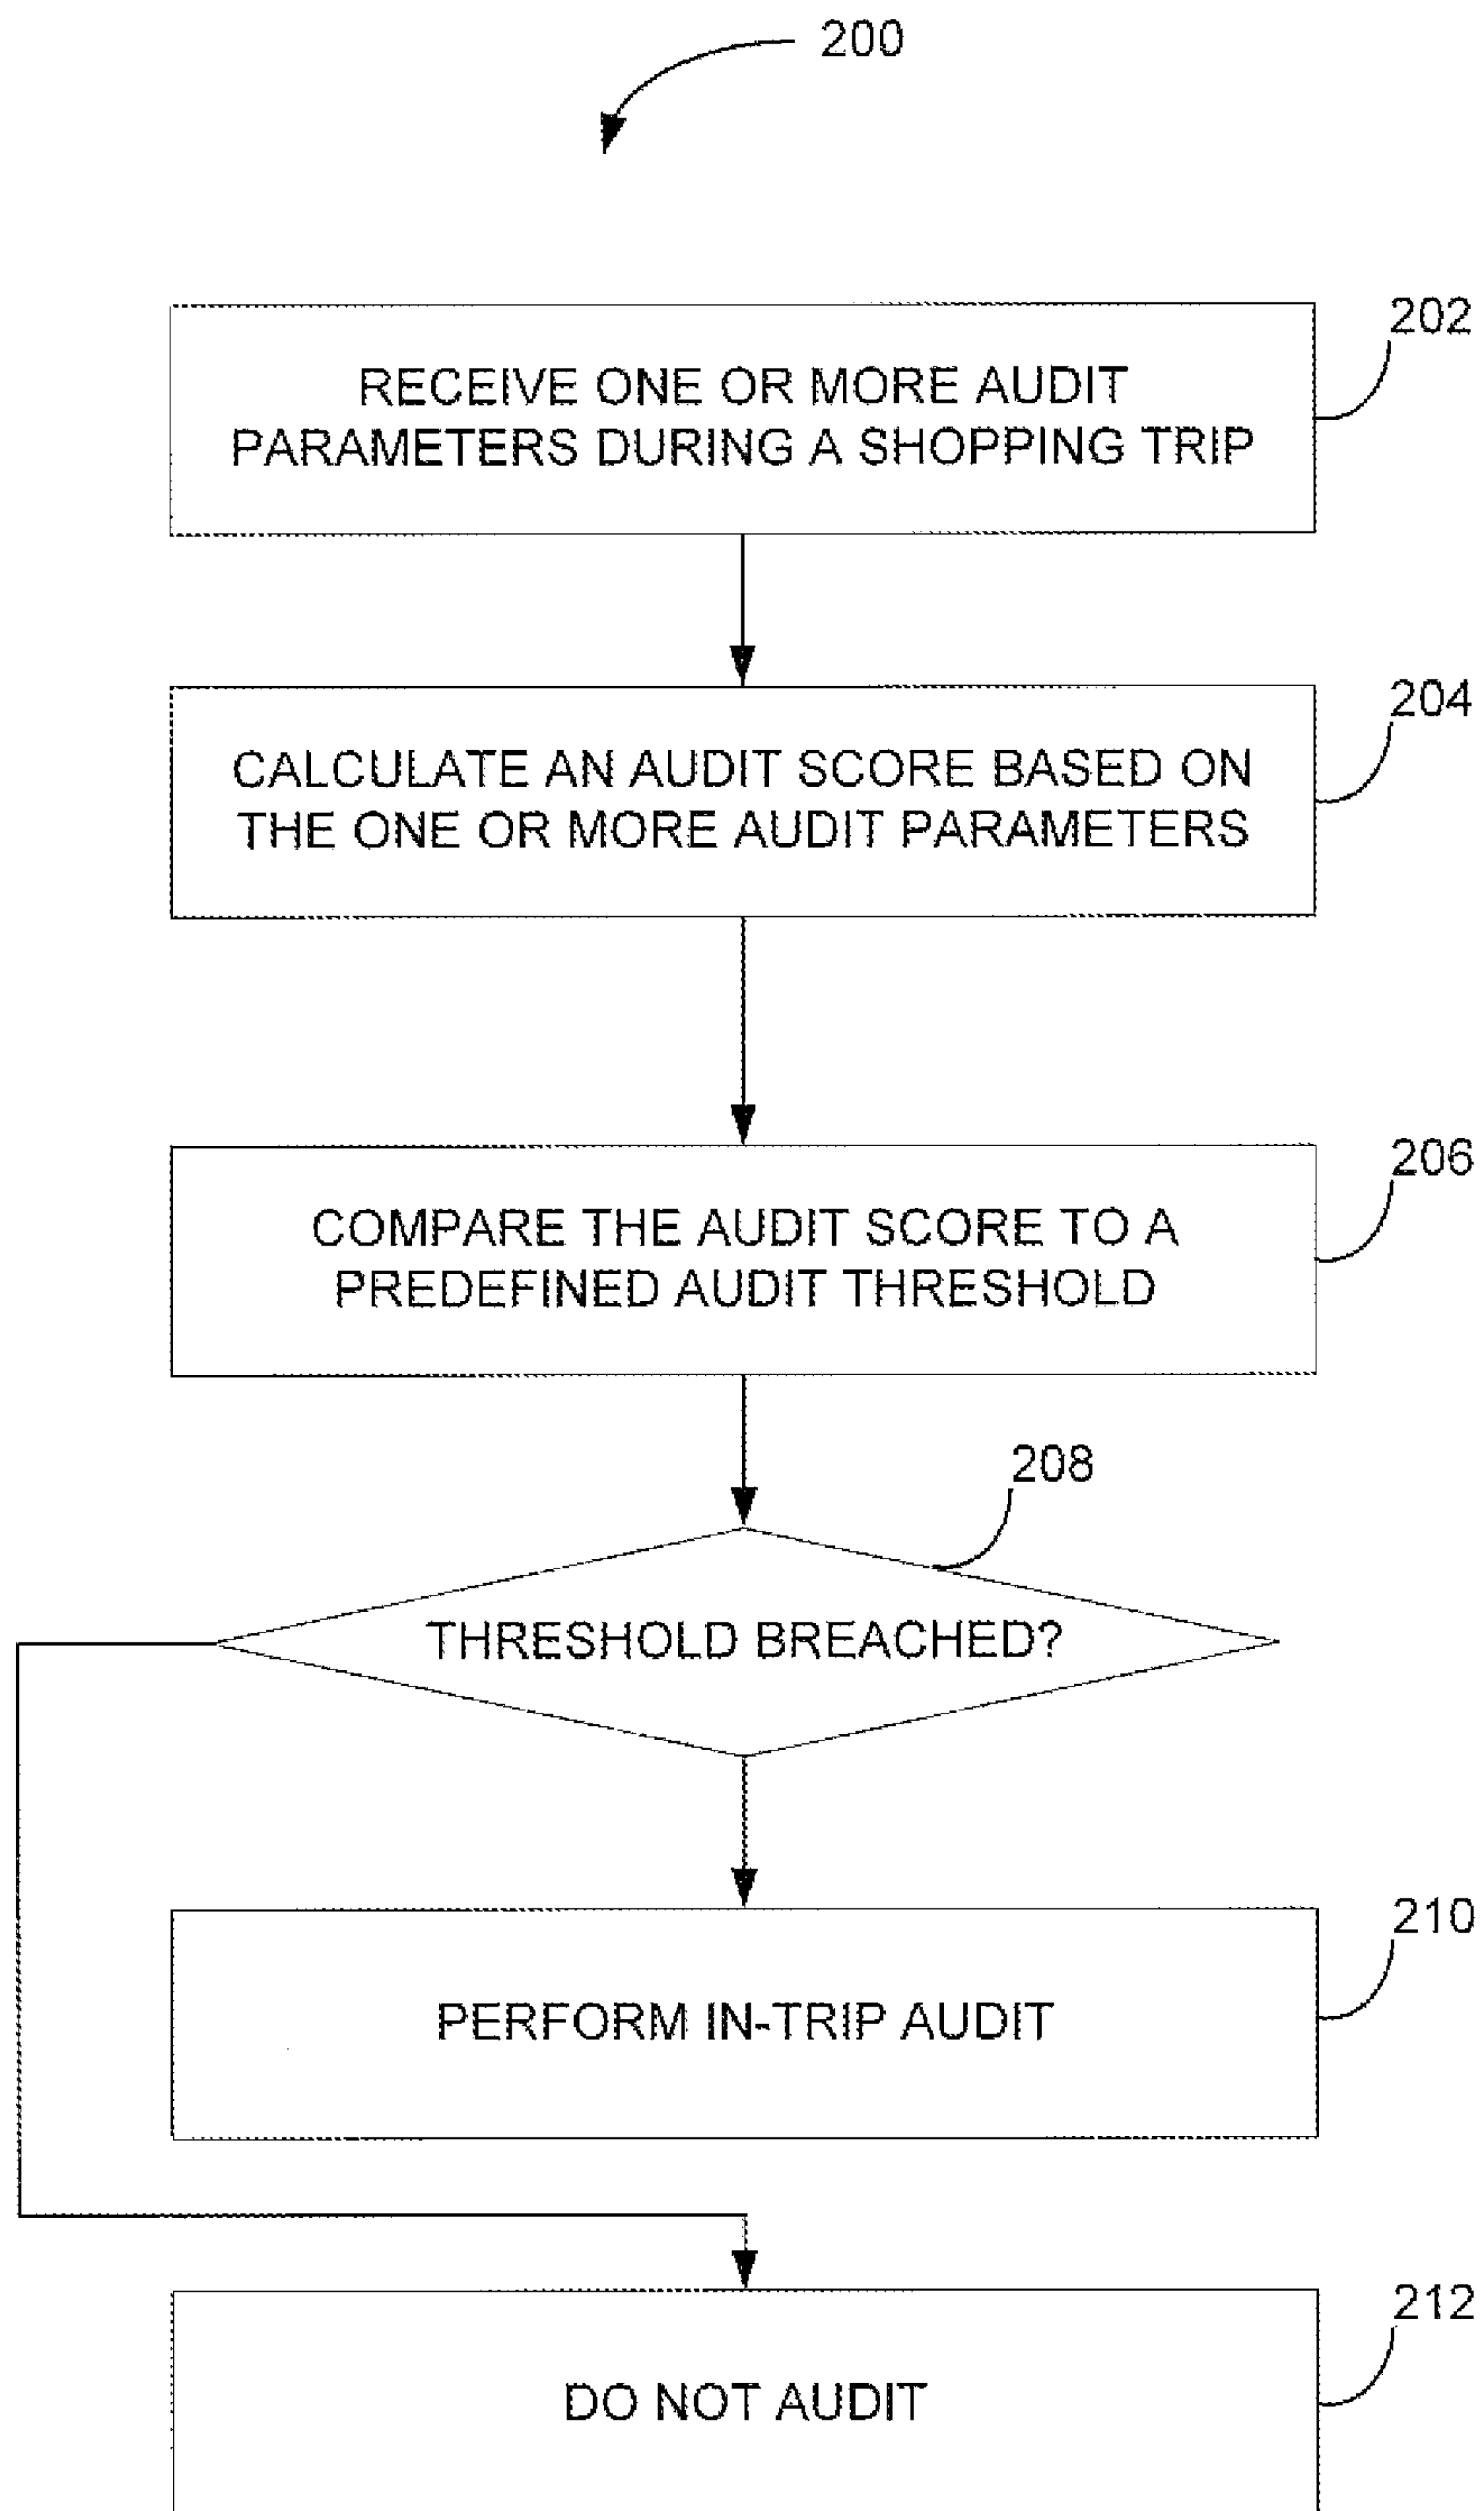 200
202
RECEIVE ONE OR MORE AUDIT
PARAMETERS DURING A SHOPPING TRIP
204
CALCULATE AN AUDIT SCORE BASED ON
THE ONE OR MORE AUDIT PARAMETERS
206
COMPARE THE AUDIT SCORE TO A
PREDEFINED AUDIT THRESHOLD
208
THRESHOLD BREACHED?
210
PERFORM IN-TRIP AUDIT
212
DO NOT AUDIT